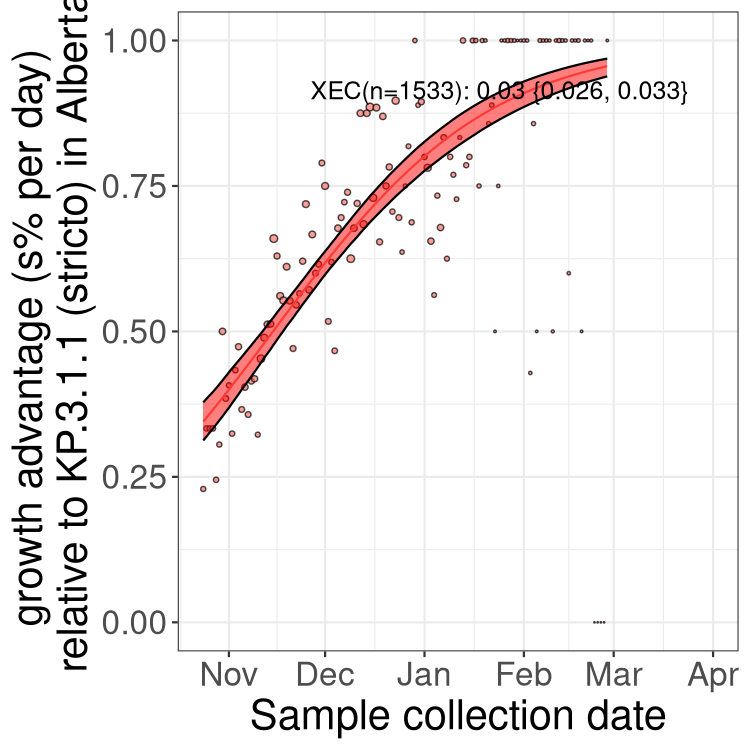 growth advantage (s% per day)
relative to KP.3.1.1 (stricto) in Alberta
1.00
0.75
0.50
0.25
0.00
XEC(n=1533): 0.03 {0.026, 0.033}
Nov Dec Jan Feb Mar Apr
Sample collection date